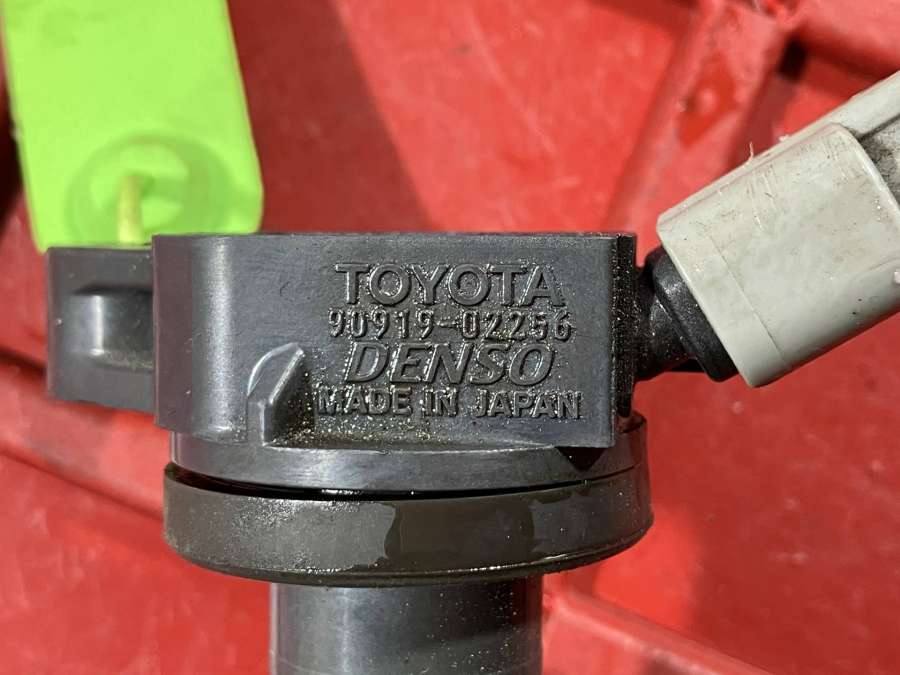 TOYOTA
90919-02256
DENSO
MADE IN JAPAN